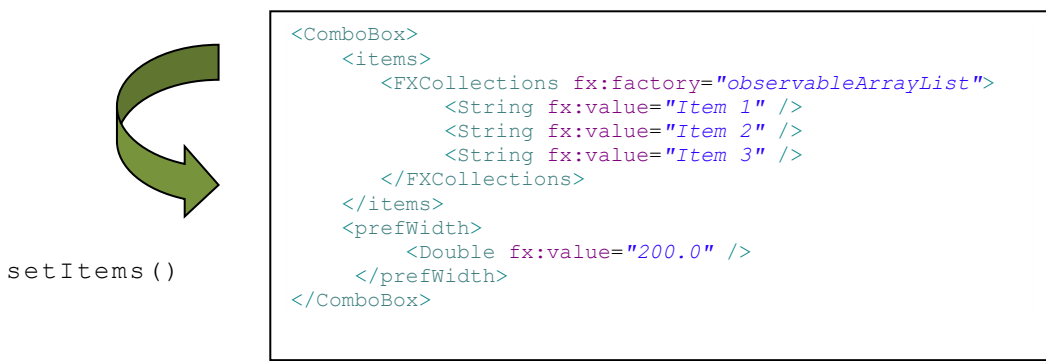 <ComboBox>
<items>
<FXCollections fx:factory="observableArrayList">
<String fx:value="Item 1" />
<String fx:value="Item 2" />
<String fx:value="Item 3" />
</FXCollections>
</items>
<prefWidth>
<Double fx:value="200.0" />
</prefWidth>
</ComboBox>
setItems()